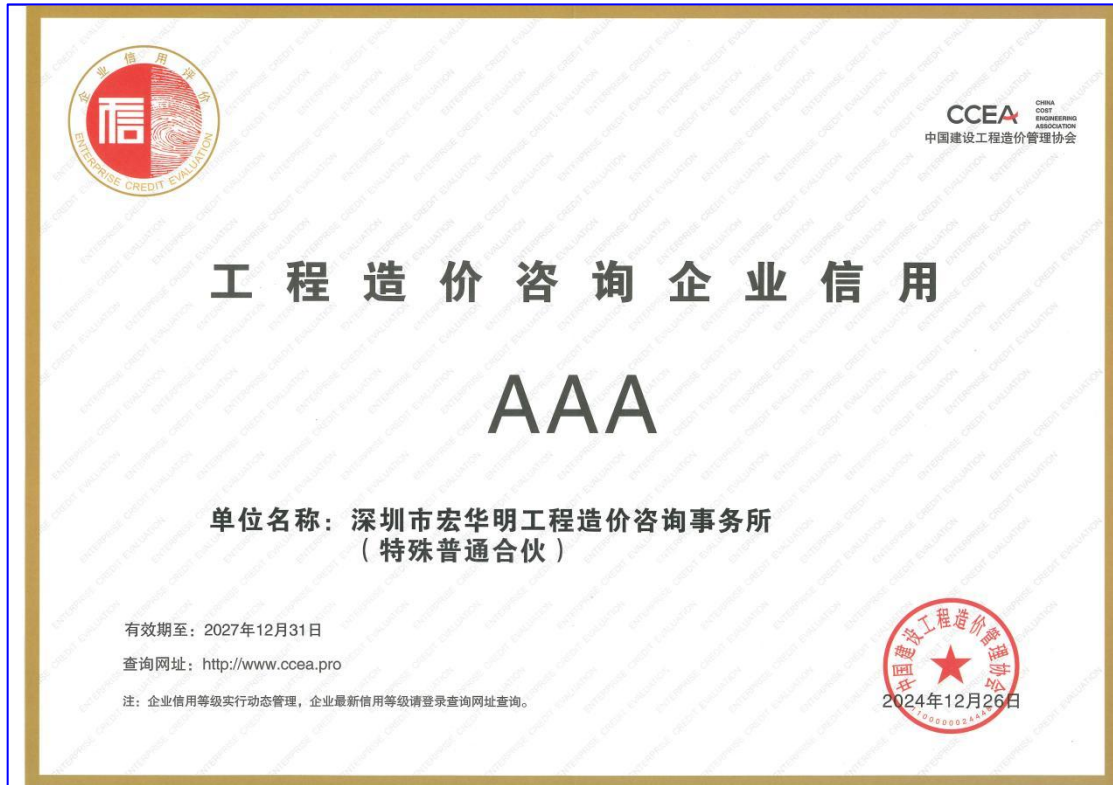 企业信用评价
ENTERPRISE CREDIT EVALUATION
CCEA
CHINA
COST
ENGINEERING
ASSOCIATION
中国建设工程造价管理协会
工程造价咨询企业信用
AAA
单位名称：深圳市宏华明工程造价咨询事务所
（特殊普通合伙）
有效期至：2027年12月31日
查询网址：http://www.ccea.pro
注：企业信用等级实行动态管理，企业最新信用等级请登录查询网址查询。
中国建设工程造价管理协会
2024年12月26日